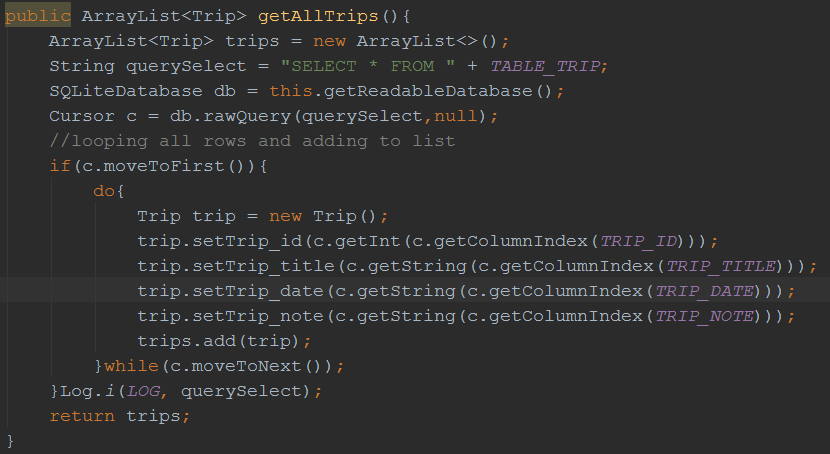 public ArrayList<Trip> getAllTrips(){
    ArrayList<Trip> trips = new ArrayList<>();
    String querySelect = "SELECT * FROM " + TABLE_TRIP;
    SQLiteDatabase db = this.getReadableDatabase();
    Cursor c = db.rawQuery(querySelect,null);
    //looping all rows and adding to list
    if(c.moveToFirst()){
        do{
            Trip trip = new Trip();
            trip.setTrip_id(c.getInt(c.getColumnIndex(TRIP_ID)));
            trip.setTrip_title(c.getString(c.getColumnIndex(TRIP_TITLE)));
            trip.setTrip_date(c.getString(c.getColumnIndex(TRIP_DATE)));
            trip.setTrip_note(c.getString(c.getColumnIndex(TRIP_NOTE)));
            trips.add(trip);
        }while(c.moveToNext());
    }Log.i(LOG, querySelect);
    return trips;
}